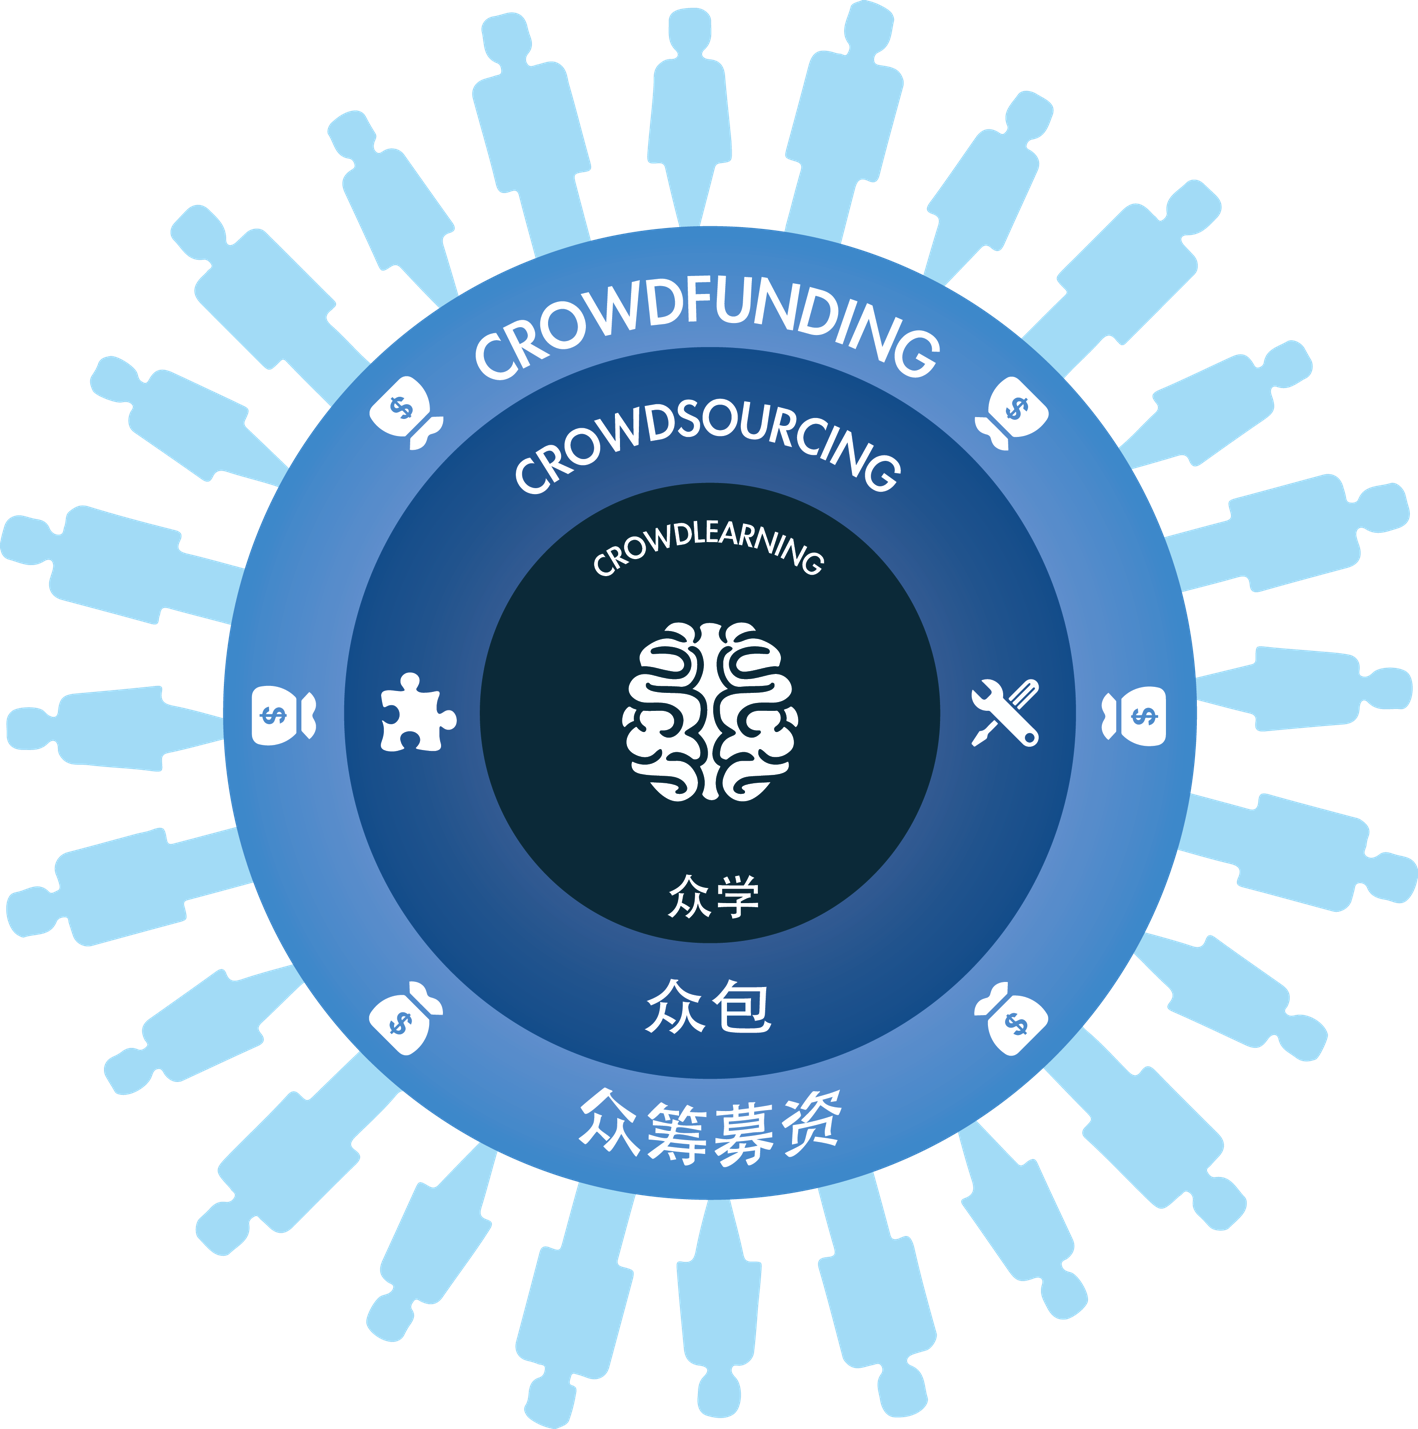 CROWDFUNDING
CROWDSOURCING
CROWDLEARNING
众学
众包
众筹募资
$
$
$
$
$
$